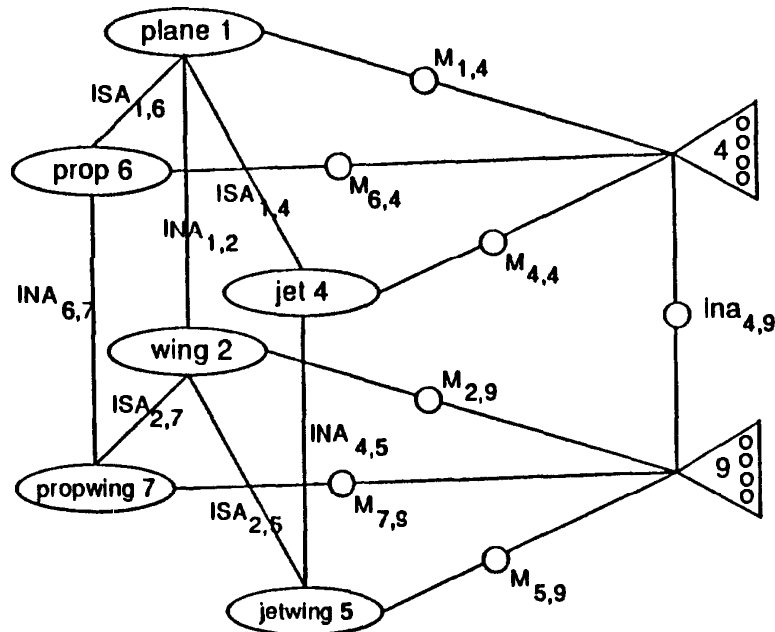 plane 1
M1,4
ISA1,6
4
prop 6
M6,4
ISA1,4
INA1,2
M4,4
INA6,7
jet 4
Ina4,9
wing 2
M2,9
ISA2,7
INA4,5
9
propwing 7
M7,9
ISA2,5
M5,9
jetwing 5